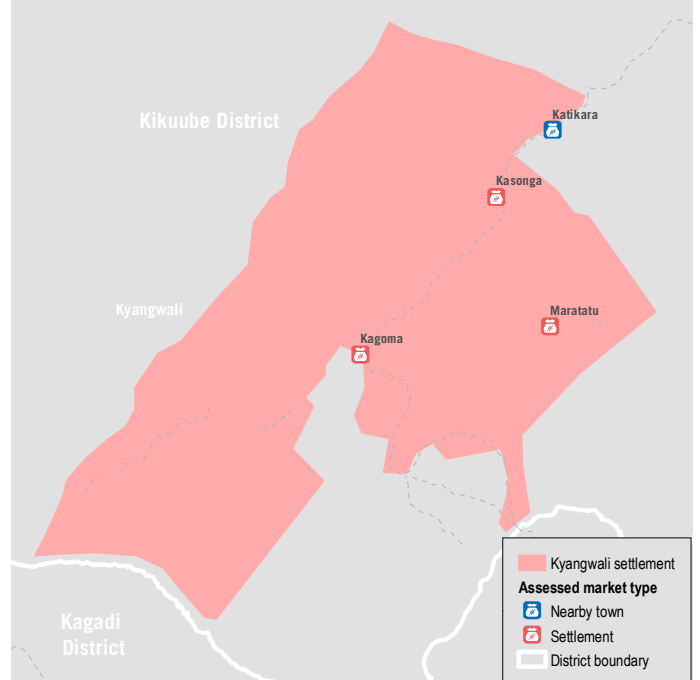 Katikara
Kikuube District
Kasonga
Kyangwali
Maratatu
Kagoma
Kyangwali settlement
Assessed market type
Nearby town
Settlement
District boundary
Kagadi
District